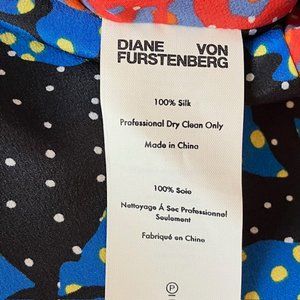 DIANE VON
FURSTENBERG
100% Silk
Professional Dry Clean Only
Made in China
100% Soie
Nettoyage À Sec Professionnel
Seulement
Fabriqué en Chine
P